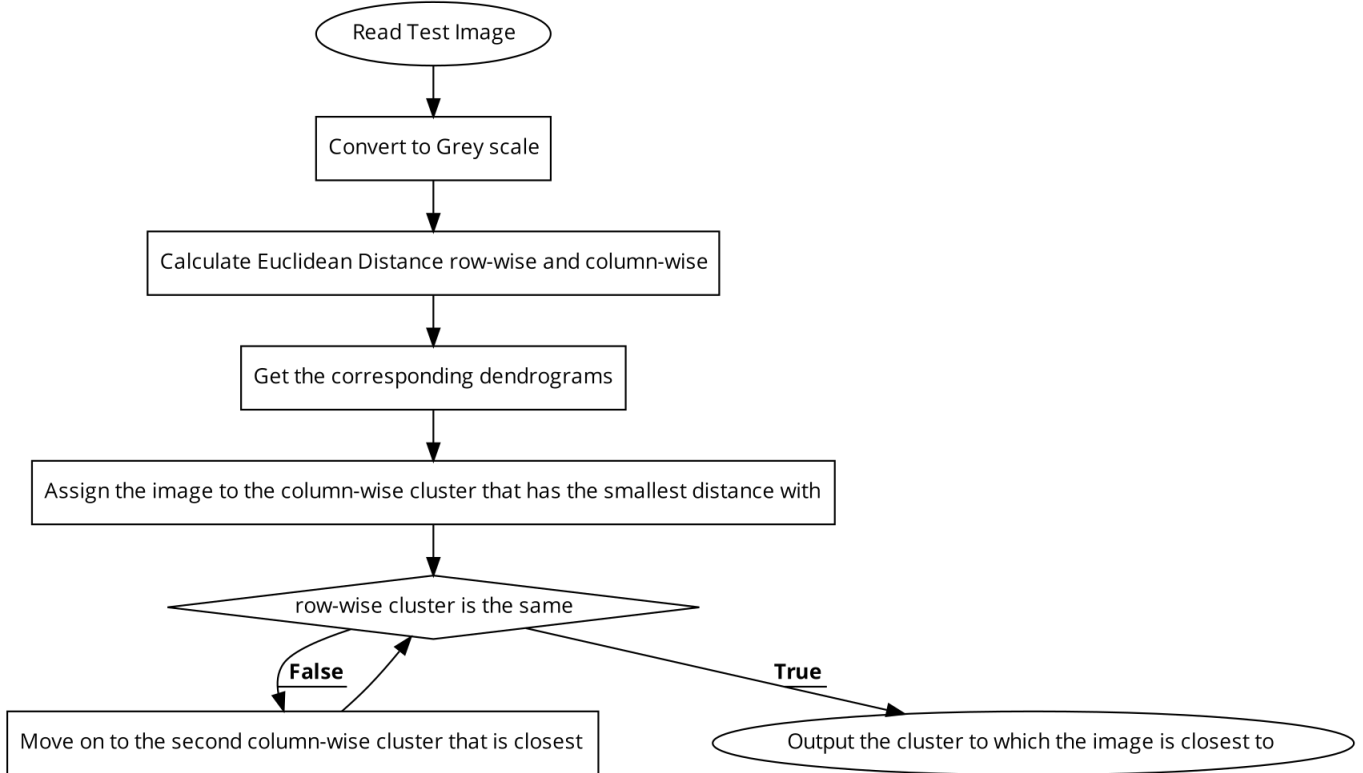 Read Test Image
Convert to Grey scale
Calculate Euclidean Distance row-wise and column-wise
Get the corresponding dendrograms
Assign the image to the column-wise cluster that has the smallest distance with
row-wise cluster is the same
False
True
Move on to the second column-wise cluster that is closest
Output the cluster to which the image is closest to